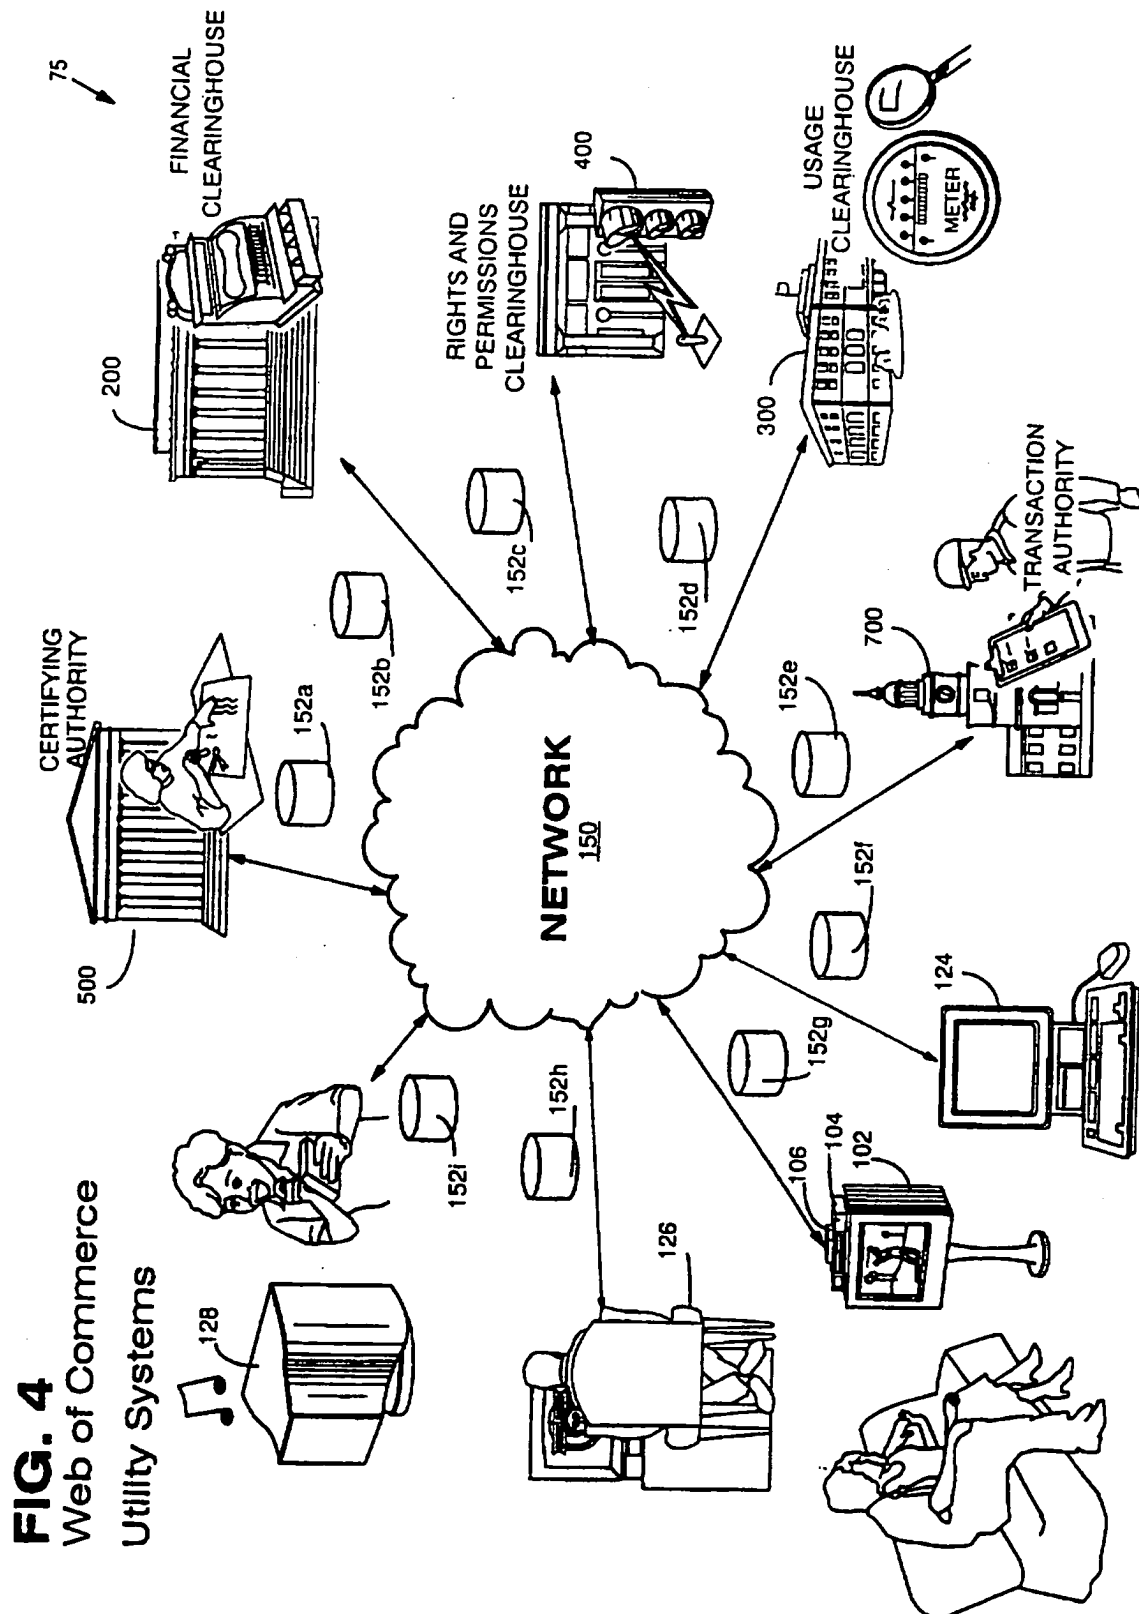 FIG. 4
Web of Commerce
Utility Systems
75
CERTIFYING
AUTHORITY
500
200
FINANCIAL
CLEARINGHOUSE
128
152i
152a
152b
152c
RIGHTS AND
PERMISSIONS
CLEARINGHOUSE
400
152h
NETWORK
150
152d
126
300
USAGE
CLEARINGHOUSE
METER
152g
152f
152e
106
104
102
124
700
TRANSACTION
AUTHORITY